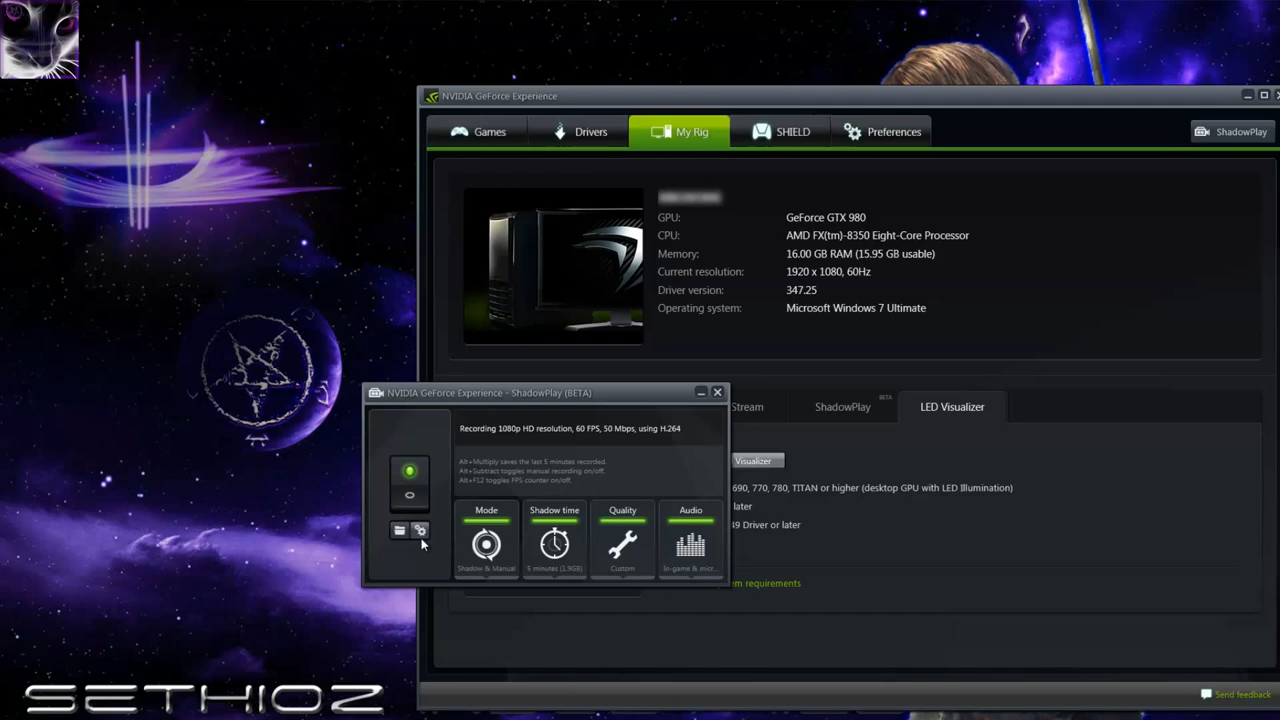 NVIDIA GeForce Experience
Games
Drivers
My Rig
SHIELD
Preferences
ShadowPlay
GPU: GeForce GTX 980
CPU: AMD FX(tm)-8350 Eight-Core Processor
Memory: 16.00 GB RAM (15.95 GB usable)
Current resolution: 1920 x 1080, 60Hz
Driver version: 347.25
Operating system: Microsoft Windows 7 Ultimate
Stream
ShadowPlay
BETA
LED Visualizer
Visualizer
690, 770, 780, TITAN or higher (desktop GPU with LED Illumination)
later
49 Driver or later
requirements
NVIDIA GeForce Experience - ShadowPlay (BETA)
Recording 1080p HD resolution, 60 FPS, 50 Mbps, using H.264
Alt+Multiply saves the last 5 minutes recorded.
Alt+Subtract toggles manual recording on/off.
Alt+F12 toggles FPS counter on/off.
Mode
Shadow & Manual
Shadow time
5 minutes (1.9GB)
Quality
Custom
Audio
In-game & micr...
Send feedback
SETHIOZ